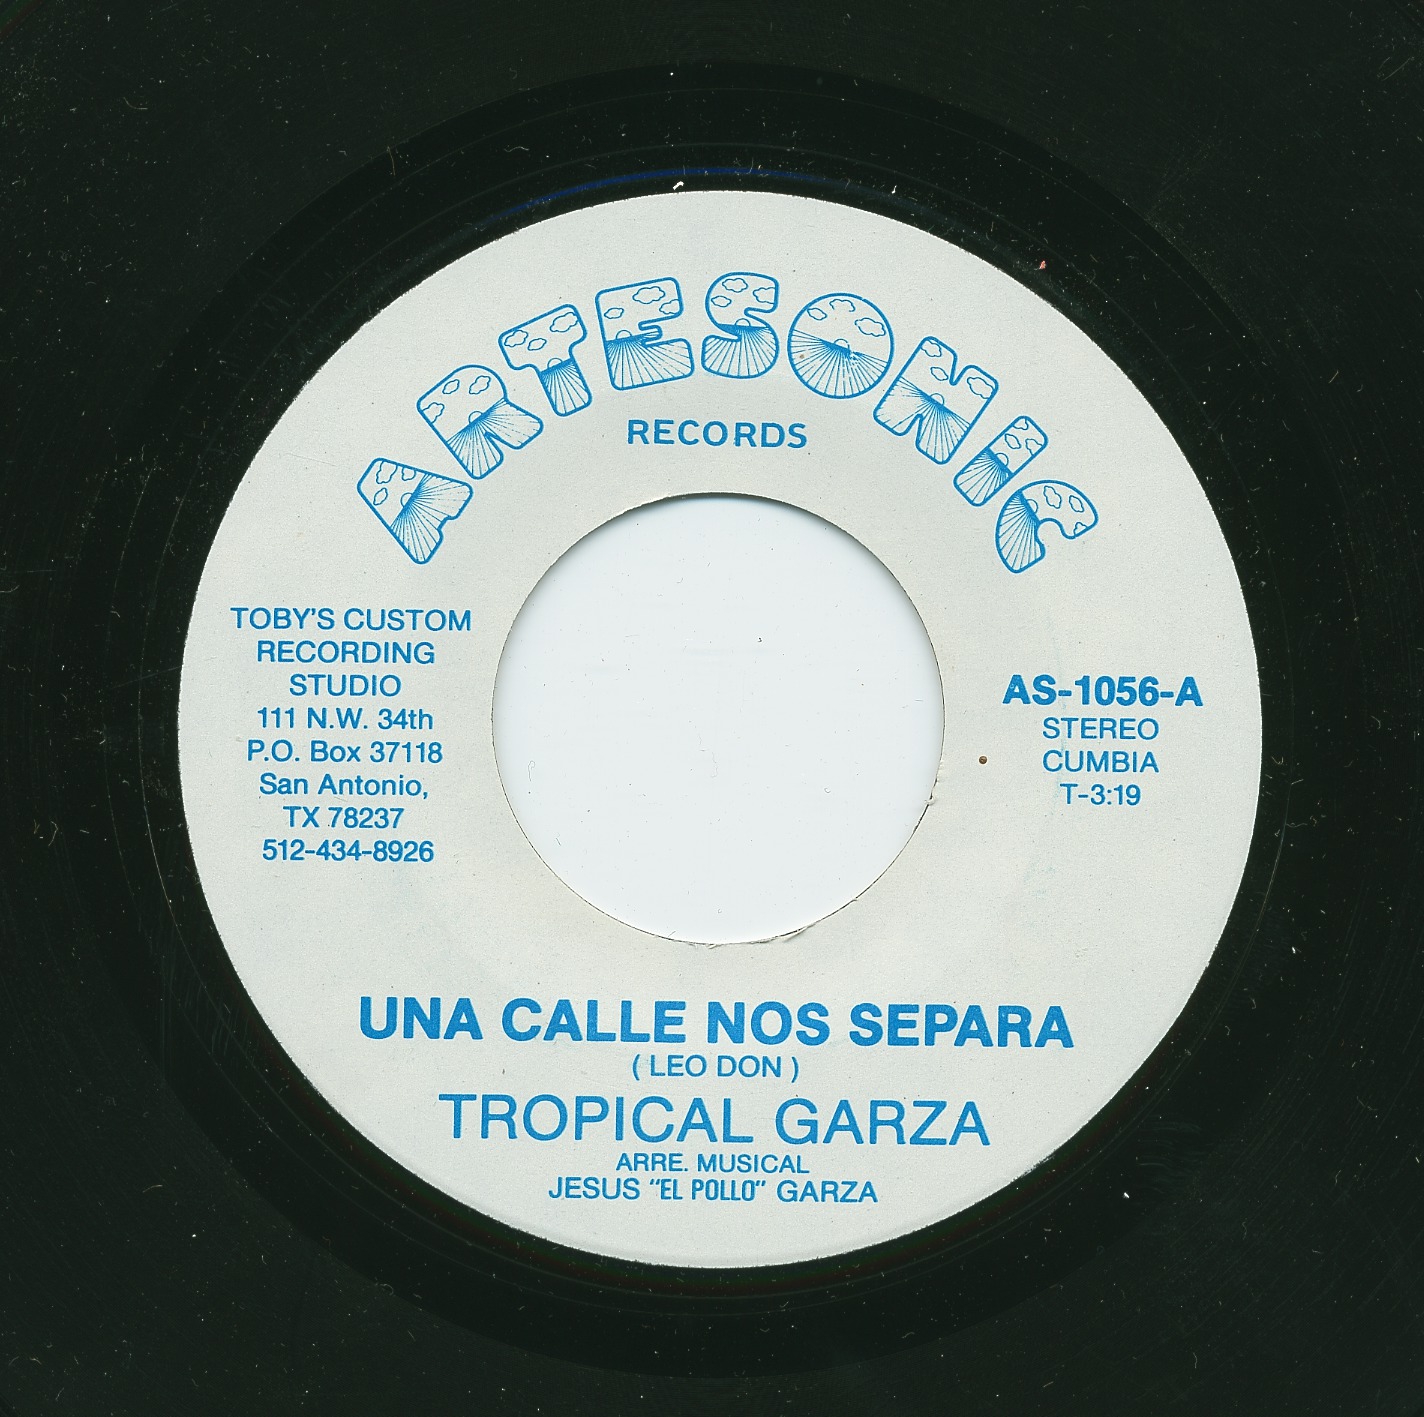 ARTESONIC
RECORDS
TOBY'S CUSTOM
RECORDING
STUDIO
111 N.W. 34th
P.O. Box 37118
San Antonio,
TX 78237
512-434-8926
AS-1056-A
STEREO
CUMBIA
T-3:19
UNA CALLE NOS SEPARA
( LEO DON )
TROPICAL GARZA
ARRE. MUSICAL
JESUS "EL POLLO" GARZA